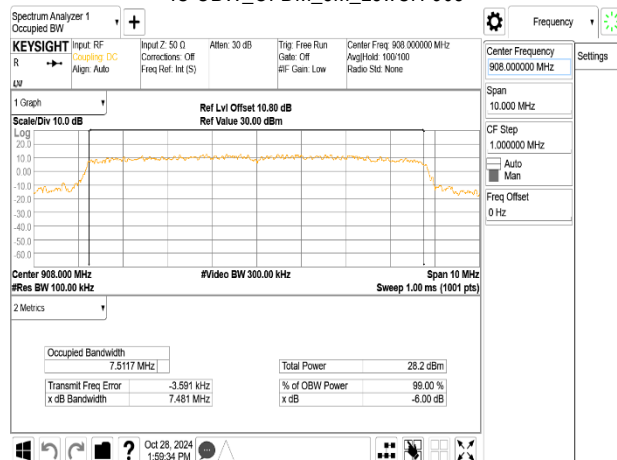 Spectrum Analyzer 1
Occupied BW
Frequency
KEYSIGHT
Input: RF
Coupling: DC
Align: Auto
Input Z: 50 Ω
Corrections: Off
Freq Ref: Int (S)
Atten: 30 dB
Trig: Free Run
Gate: Off
#IF Gain: Low
Center Freq: 908.000000 MHz
Avg|Hold: 100/100
Radio Std: None
R
LXI
1 Graph
Scale/Div 10.0 dB
Ref Lvl Offset 10.80 dB
Ref Value 30.00 dBm
Log
20.0
10.0
0.00
-10.0
-20.0
-30.0
-40.0
-50.0
-60.0
Center 908.000 MHz
#Res BW 100.00 kHz
#Video BW 300.00 kHz
Span 10 MHz
Sweep 1.00 ms (1001 pts)
2 Metrics
Occupied Bandwidth
7.5117 MHz
Transmit Freq Error -3.591 kHz
x dB Bandwidth 7.481 MHz
Total Power 28.2 dBm
% of OBW Power 99.00 %
x dB -6.00 dB
Oct 28, 2024
1:59:34 PM
Center Frequency
908.000000 MHz
Span
10.000 MHz
CF Step
1.000000 MHz
Auto
Man
Freq Offset
0 Hz
Settings